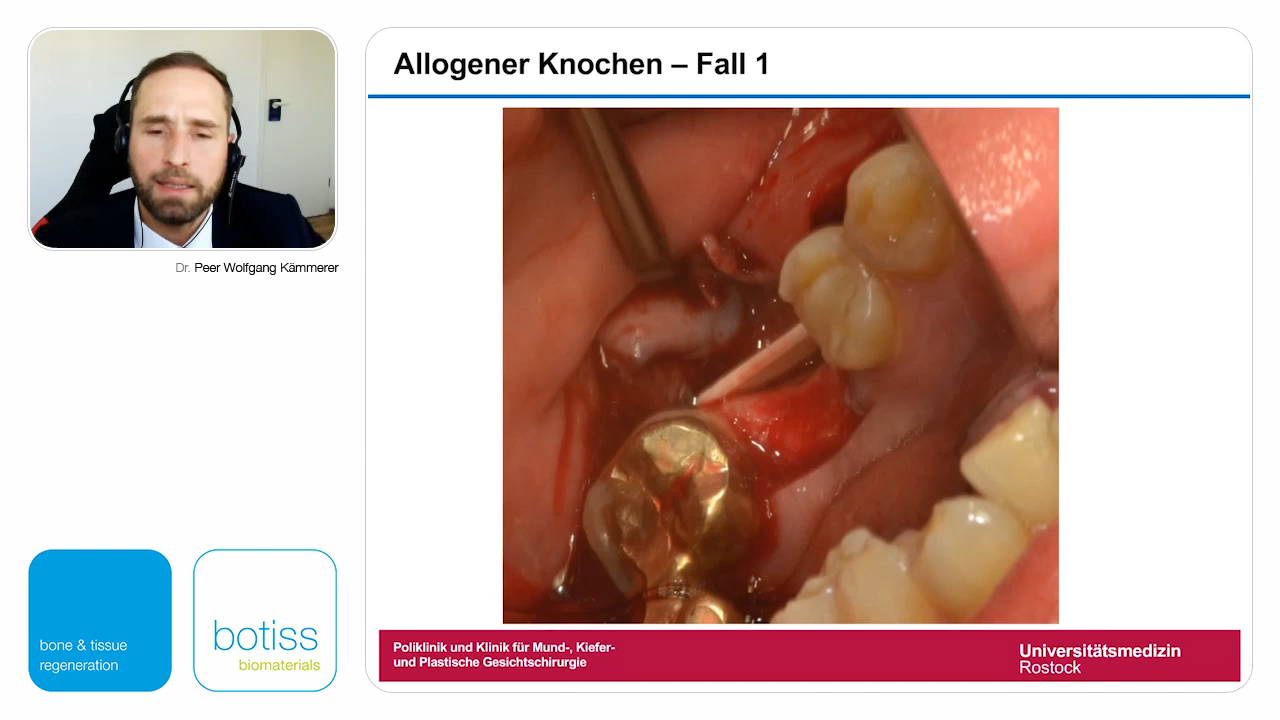 Allogener Knochen – Fall 1
Dr. Peer Wolfgang Kämmerer
bone & tissue
regeneration
botiss
biomaterials
Poliklinik und Klinik für Mund-, Kiefer-
und Plastische Gesichtschirurgie
Universitätsmedizin
Rostock